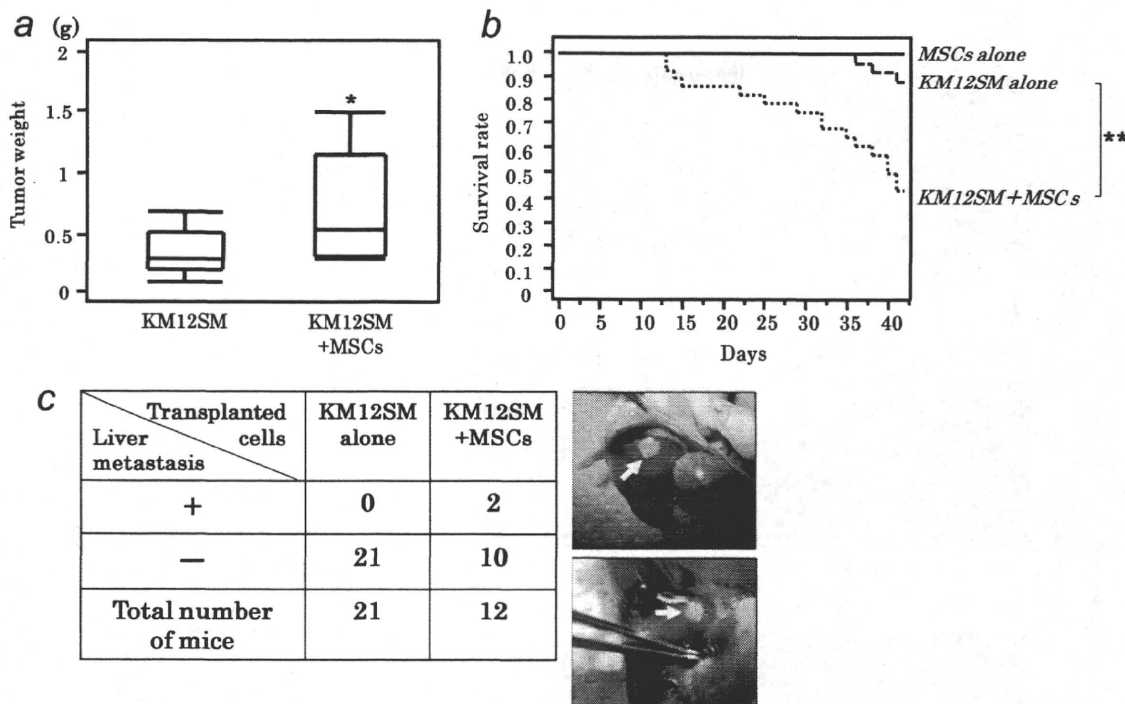 a (g)
2
1.5
1
0.5
0
Tumor weight
*
KM12SM
KM12SM
+MSCs
b
1.0
0.9
0.8
0.7
0.6
0.5
0.4
0.3
0.2
0.1
0
Survival rate
0 5 10 15 20 25 30 35 40
Days
MSCs alone
KM12SM alone
KM12SM+MSCs
**
c
Transplanted
cells
Liver
metastasis
KM12SM
alone
KM12SM
+MSCs
+ 0 2
− 21 10
Total number
of mice
21 12